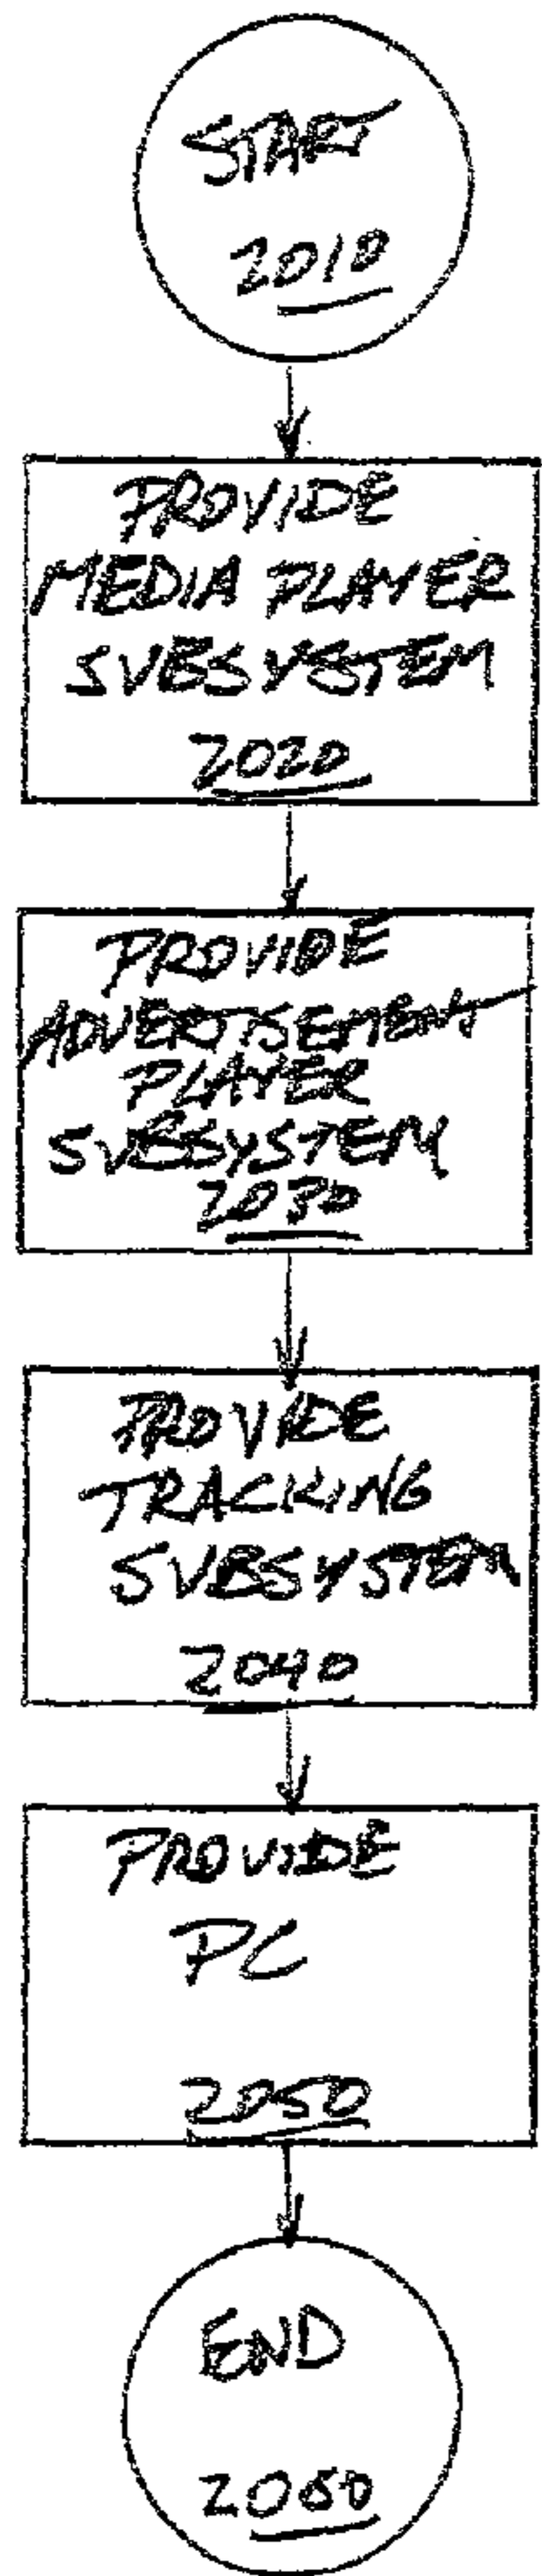 START
2010
PROVIDE
MEDIA PLAYER
SUBSYSTEM
2020
PROVIDE
ADVERTISEMENT
PLAYER
SUBSYSTEM
2030
PROVIDE
TRACKING
SUBSYSTEM
2040
PROVIDE
PC
2050
END
2060